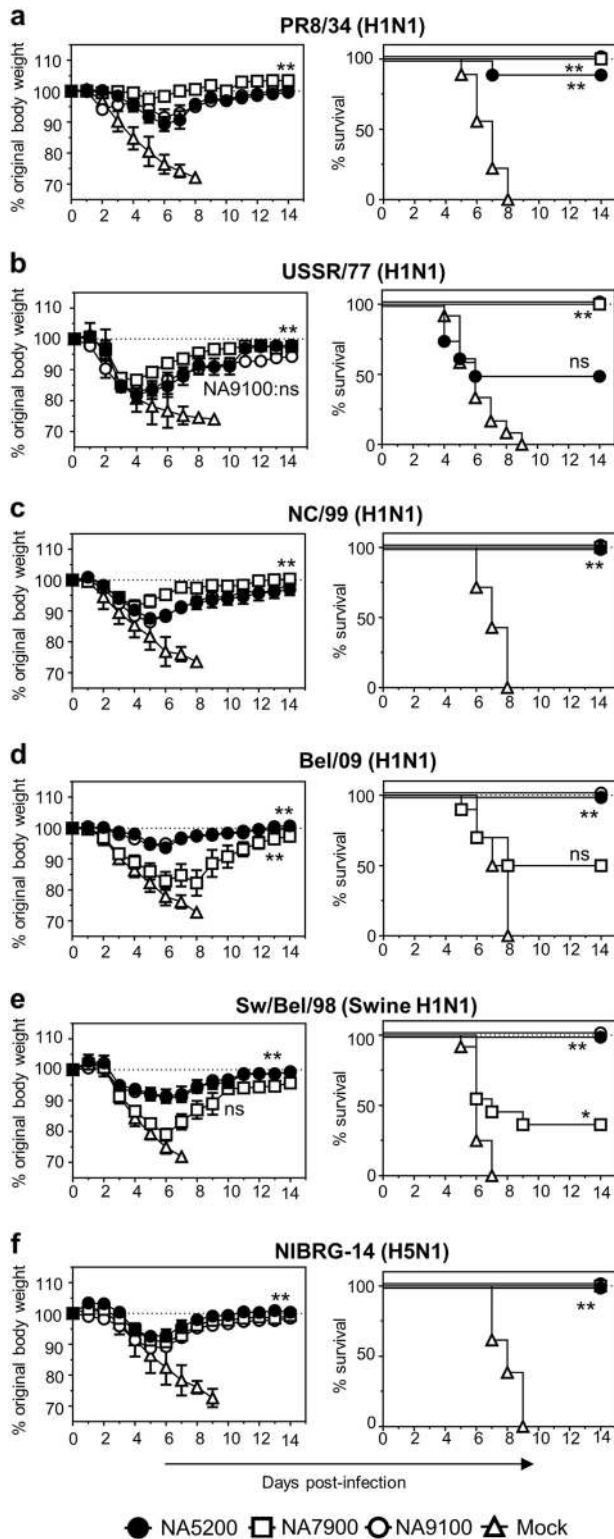 a
PR8/34 (H1N1)
% original body weight
110
100
90
80
70
0 2 4 6 8 10 12 14
**
% survival
100
50
0
0 2 4 6 8 10 12 14
**
**
b
USSR/77 (H1N1)
% original body weight
110
100
90
80
70
0 2 4 6 8 10 12 14
**
NA9100:ns
% survival
100
50
0
0 2 4 6 8 10 12 14
**
ns
c
NC/99 (H1N1)
% original body weight
110
100
90
80
70
0 2 4 6 8 10 12 14
**
% survival
100
50
0
0 2 4 6 8 10 12 14
**
d
Bel/09 (H1N1)
% original body weight
110
100
90
80
70
0 2 4 6 8 10 12 14
**
**
% survival
100
50
0
0 2 4 6 8 10 12 14
**
ns
e
Sw/Bel/98 (Swine H1N1)
% original body weight
110
100
90
80
70
0 2 4 6 8 10 12 14
**
ns
% survival
100
50
0
0 2 4 6 8 10 12 14
**
*
f
NIBRG-14 (H5N1)
% original body weight
110
100
90
80
70
0 2 4 6 8 10 12 14
**
% survival
100
50
0
0 2 4 6 8 10 12 14
**
Days post-infection
NA5200 NA7900 NA9100 Mock